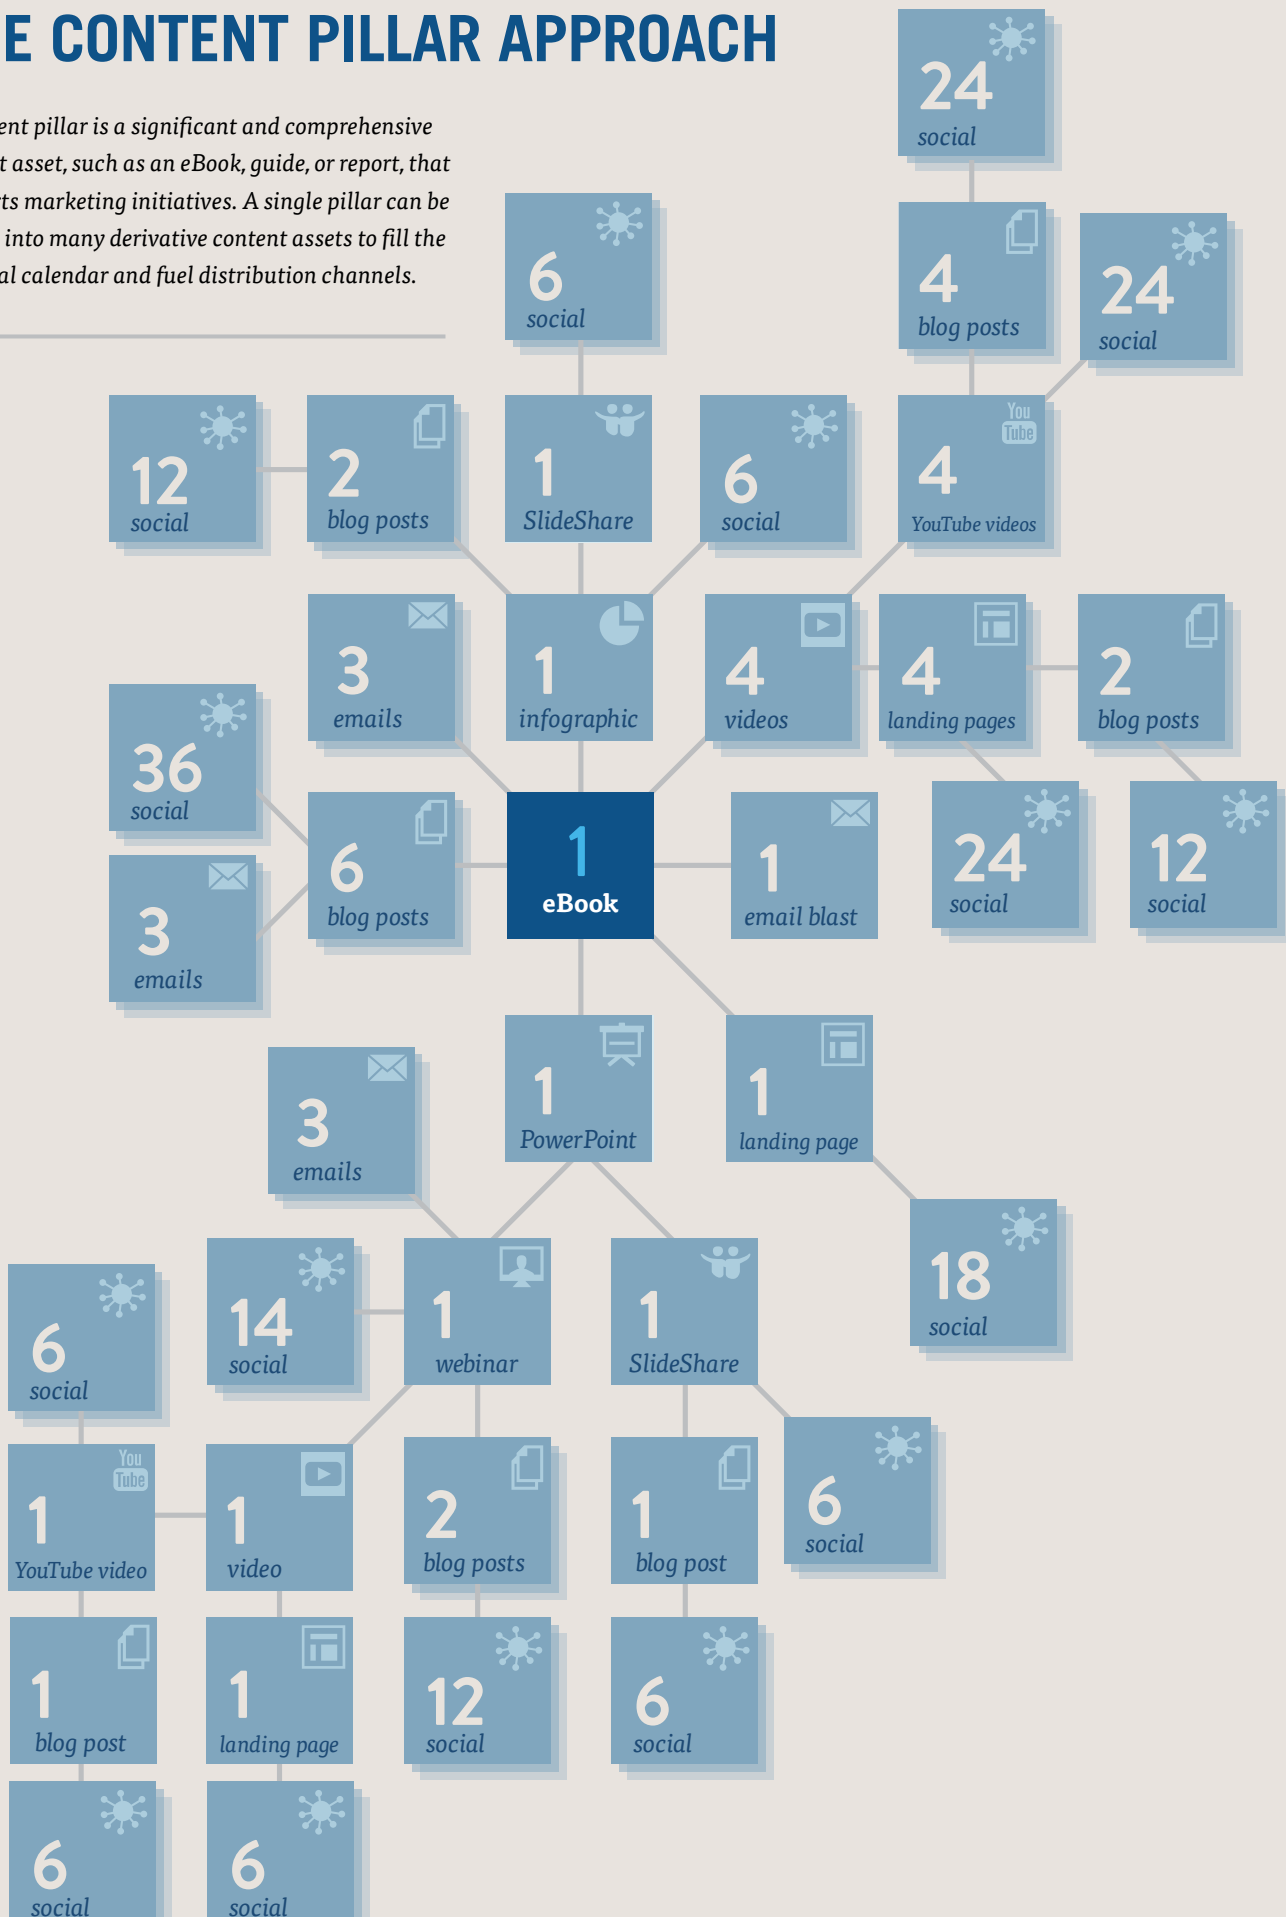 E CONTENT PILLAR APPROACH
ent pillar is a significant and comprehensive
t asset, such as an eBook, guide, or report, that
rts marketing initiatives. A single pillar can be
into many derivative content assets to fill the
al calendar and fuel distribution channels.
24
social
6
social
4
blog posts
24
social
12
social
2
blog posts
1
SlideShare
6
social
You
Tube
4
YouTube videos
3
emails
1
infographic
4
videos
4
landing pages
2
blog posts
36
social
6
blog posts
1
eBook
1
email blast
24
social
12
social
3
emails
3
emails
1
PowerPoint
1
landing page
6
social
14
social
1
webinar
1
SlideShare
18
social
You
Tube
1
YouTube video
1
video
2
blog posts
1
blog post
6
social
1
blog post
1
landing page
12
social
6
social
6
social
6
social